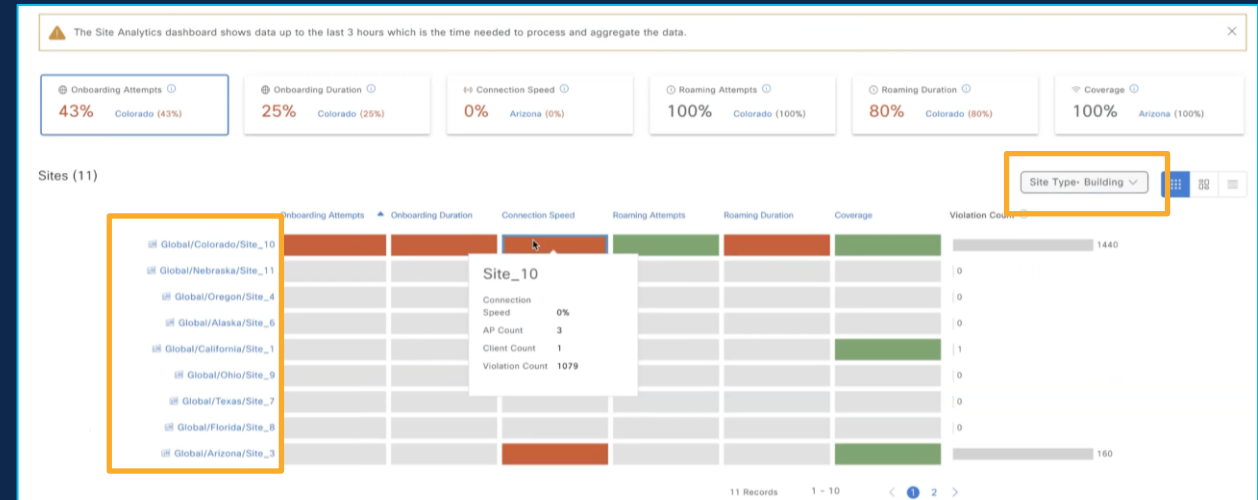 The Site Analytics dashboard shows data up to the last 3 hours which is the time needed to process and aggregate the data.
Onboarding Attempts
43% Colorado (43%)
Onboarding Duration
25% Colorado (25%)
Connection Speed
0% Arizona (0%)
Roaming Attempts
100% Colorado (100%)
Roaming Duration
80% Colorado (80%)
Coverage
100% Arizona (100%)
Sites (11)
Site Type- Building
Onboarding Attempts Onboarding Duration Connection Speed Roaming Attempts Roaming Duration Coverage Violation Count
Global/Colorado/Site_10 1440
Global/Nebraska/Site_11 0
Global/Oregon/Site_4 0
Global/Alaska/Site_6 0
Global/California/Site_1 1
Global/Ohio/Site_9 0
Global/Texas/Site_7 0
Global/Florida/Site_8 0
Global/Arizona/Site_3 160
Site_10
Connection
Speed 0%
AP Count 3
Client Count 1
Violation Count 1079
11 Records 1 - 10 1 2